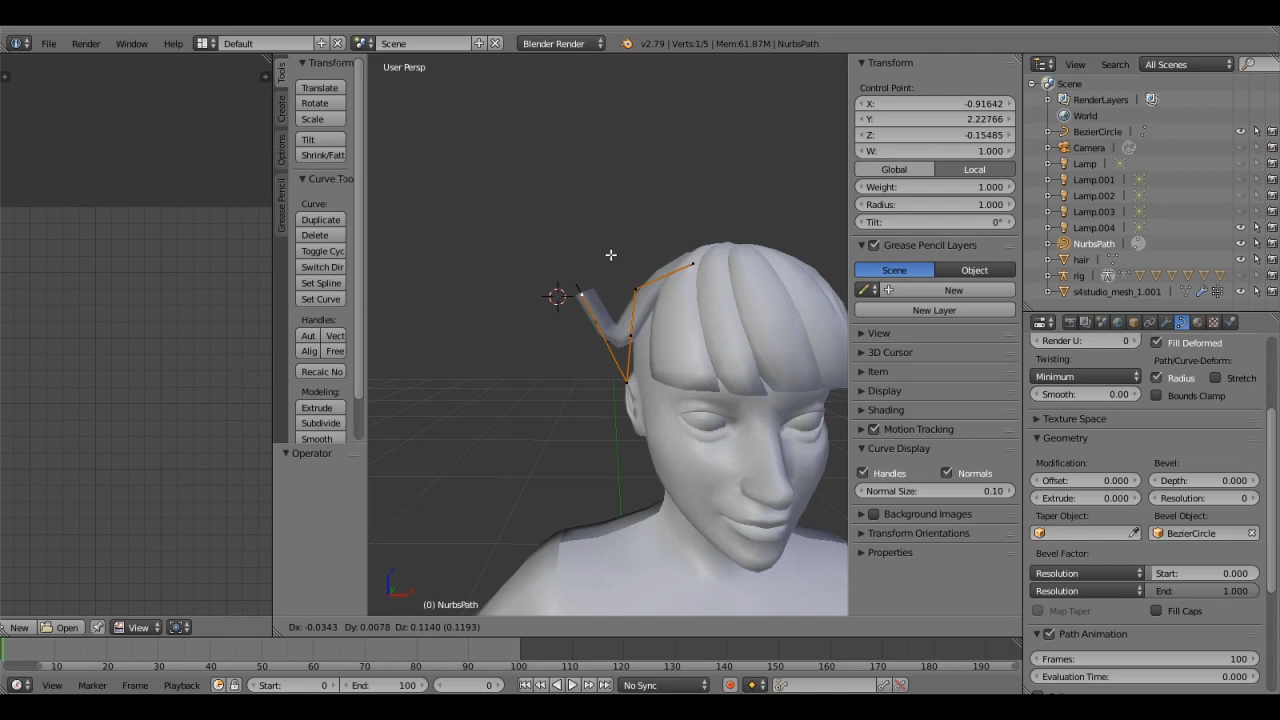 File Render Window Help Default Scene Blender Render v2.79 | Verts:1/5 | Mem:61.87M | NurbsPath
User Persp
Tools
Create
Options
Grease Pencil
Transform
Translate
Rotate
Scale
Tilt
Shrink/Fatt
Curve Too
Curve:
Duplicate
Delete
Toggle Cyc
Switch Dir
Set Spline
Set Curve
Handles:
Aut Vect
Alig Free
Recalc No
Modeling:
Extrude
Subdivide
Smooth
Operator
(0) NurbsPath
Transform
Control Point:
X: -0.91642
Y: 2.22766
Z: -0.15485
W: 1.000
Global Local
Weight: 1.000
Radius: 1.000
Tilt: 0°
Grease Pencil Layers
Scene Object
New
New Layer
View
3D Cursor
Item
Display
Shading
Motion Tracking
Curve Display
Handles Normals
Normal Size: 0.10
Background Images
Transform Orientations
Properties
View Search All Scenes
Scene
RenderLayers
World
BezierCircle
Camera
Lamp
Lamp.001
Lamp.002
Lamp.003
Lamp.004
NurbsPath
hair
rig
s4studio_mesh_1.001
Render U: 0 Fill Deformed
Twisting: Path/Curve-Deform:
Minimum Radius Stretch
Smooth: 0.00 Bounds Clamp
Texture Space
Geometry
Modification: Bevel:
Offset: 0.000 Depth: 0.000
Extrude: 0.000 Resolution: 0
Taper Object: Bevel Object:
BezierCircle
Bevel Factor:
Resolution Start: 0.000
Resolution End: 1.000
Map Taper Fill Caps
Path Animation
Frames: 100
Evaluation Time: 0.000
New Open View
Dx: -0.0343 Dy: 0.0078 Dz: 0.1140 (0.1193)
10 20 30 40 50 60 70 80 90 100 110 120 130 140 150 160 170 180 190
View Marker Frame Playback Start: 0 End: 100 0 No Sync